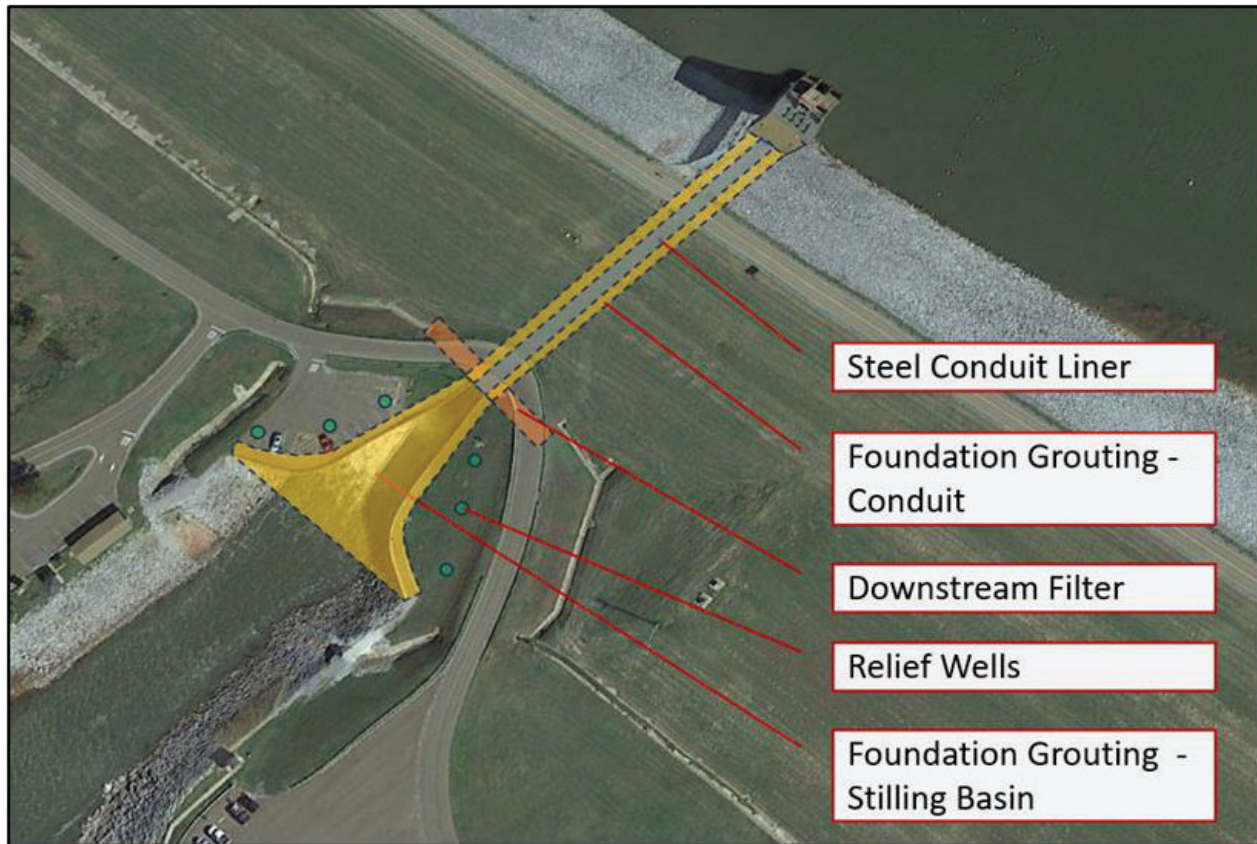 Steel Conduit Liner
Foundation Grouting -
Conduit
Downstream Filter
Relief Wells
Foundation Grouting -
Stilling Basin